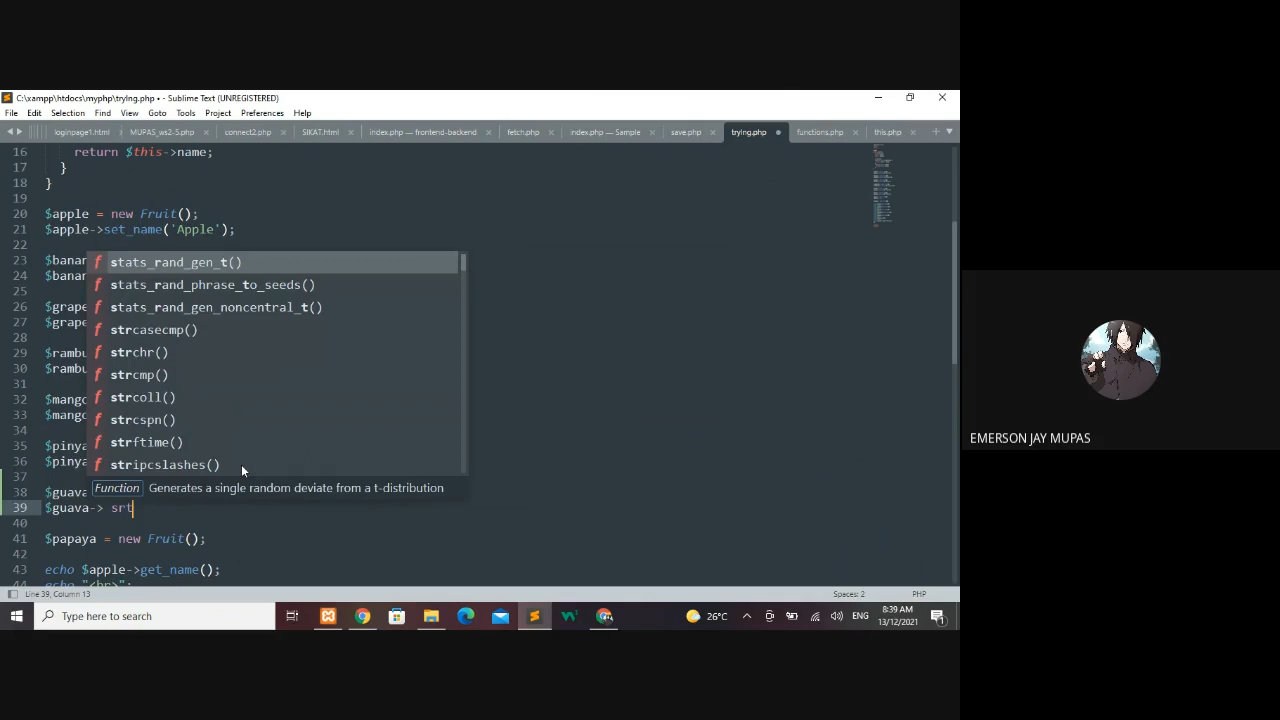 C:\xampp\htdocs\myphp\tryIng.php • - Sublime Text (UNREGISTERED)
File Edit Selection Find View Goto Tools Project Preferences Help
loginpage1.html MUPAS_ws2-S.php connect2.php SIKAT.html index.php — frontend-backend fetch.php index.php — Sample save.php tryIng.php functions.php this.php
16 return $this->name;
17 }
18 }
19
20 $apple = new Fruit();
21 $apple->set_name('Apple');
22
23 $banan
24 $banan
25
26 $grape
27 $grape
28
29 $rambu
30 $rambu
31
32 $mango
33 $mango
34
35 $pinya
36 $pinya
37
38 $guava
39 $guava-> srt
40
41 $papaya = new Fruit();
42
43 echo $apple->get_name();
44 echo "<br>";
f stats_rand_gen_t()
f stats_rand_phrase_to_seeds()
f stats_rand_gen_noncentral_t()
f strcasecmp()
f strchr()
f strcmp()
f strcoll()
f strcspn()
f strftime()
f stripcslashes()
Function Generates a single random deviate from a t-distribution
Line 39, Column 13 Spaces: 2 PHP
Type here to search
26°C ENG 8:39 AM
13/12/2021
1
EMERSON JAY MUPAS